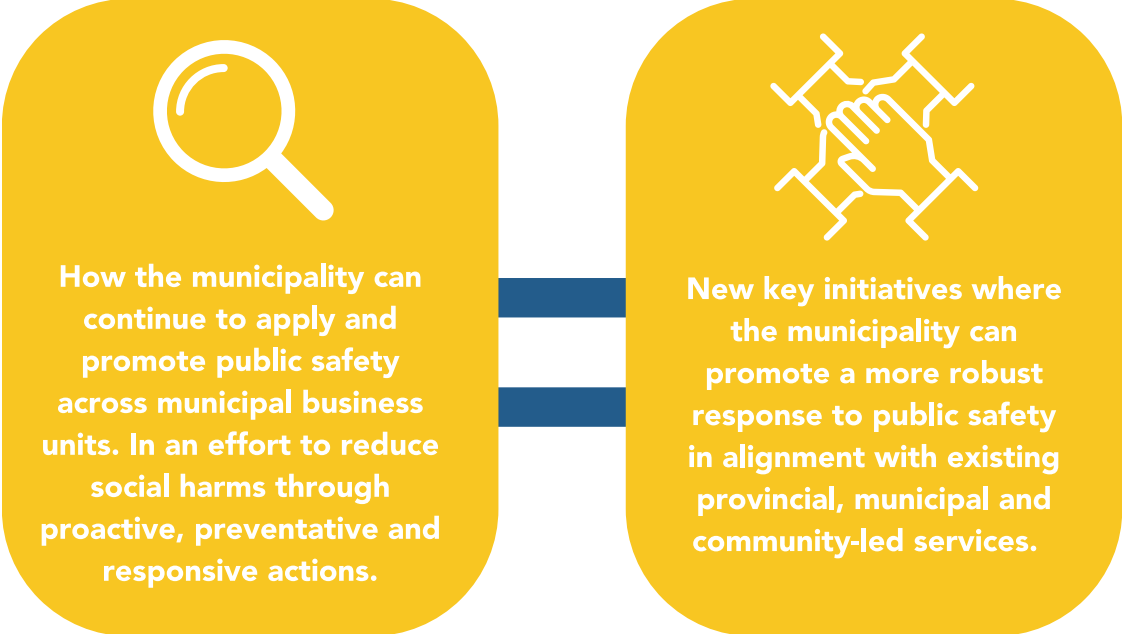 How the municipality can
continue to apply and
promote public safety
across municipal business
units. In an effort to reduce
social harms through
proactive, preventative and
responsive actions.
New key initiatives where
the municipality can
promote a more robust
response to public safety
in alignment with existing
provincial, municipal and
community-led services.